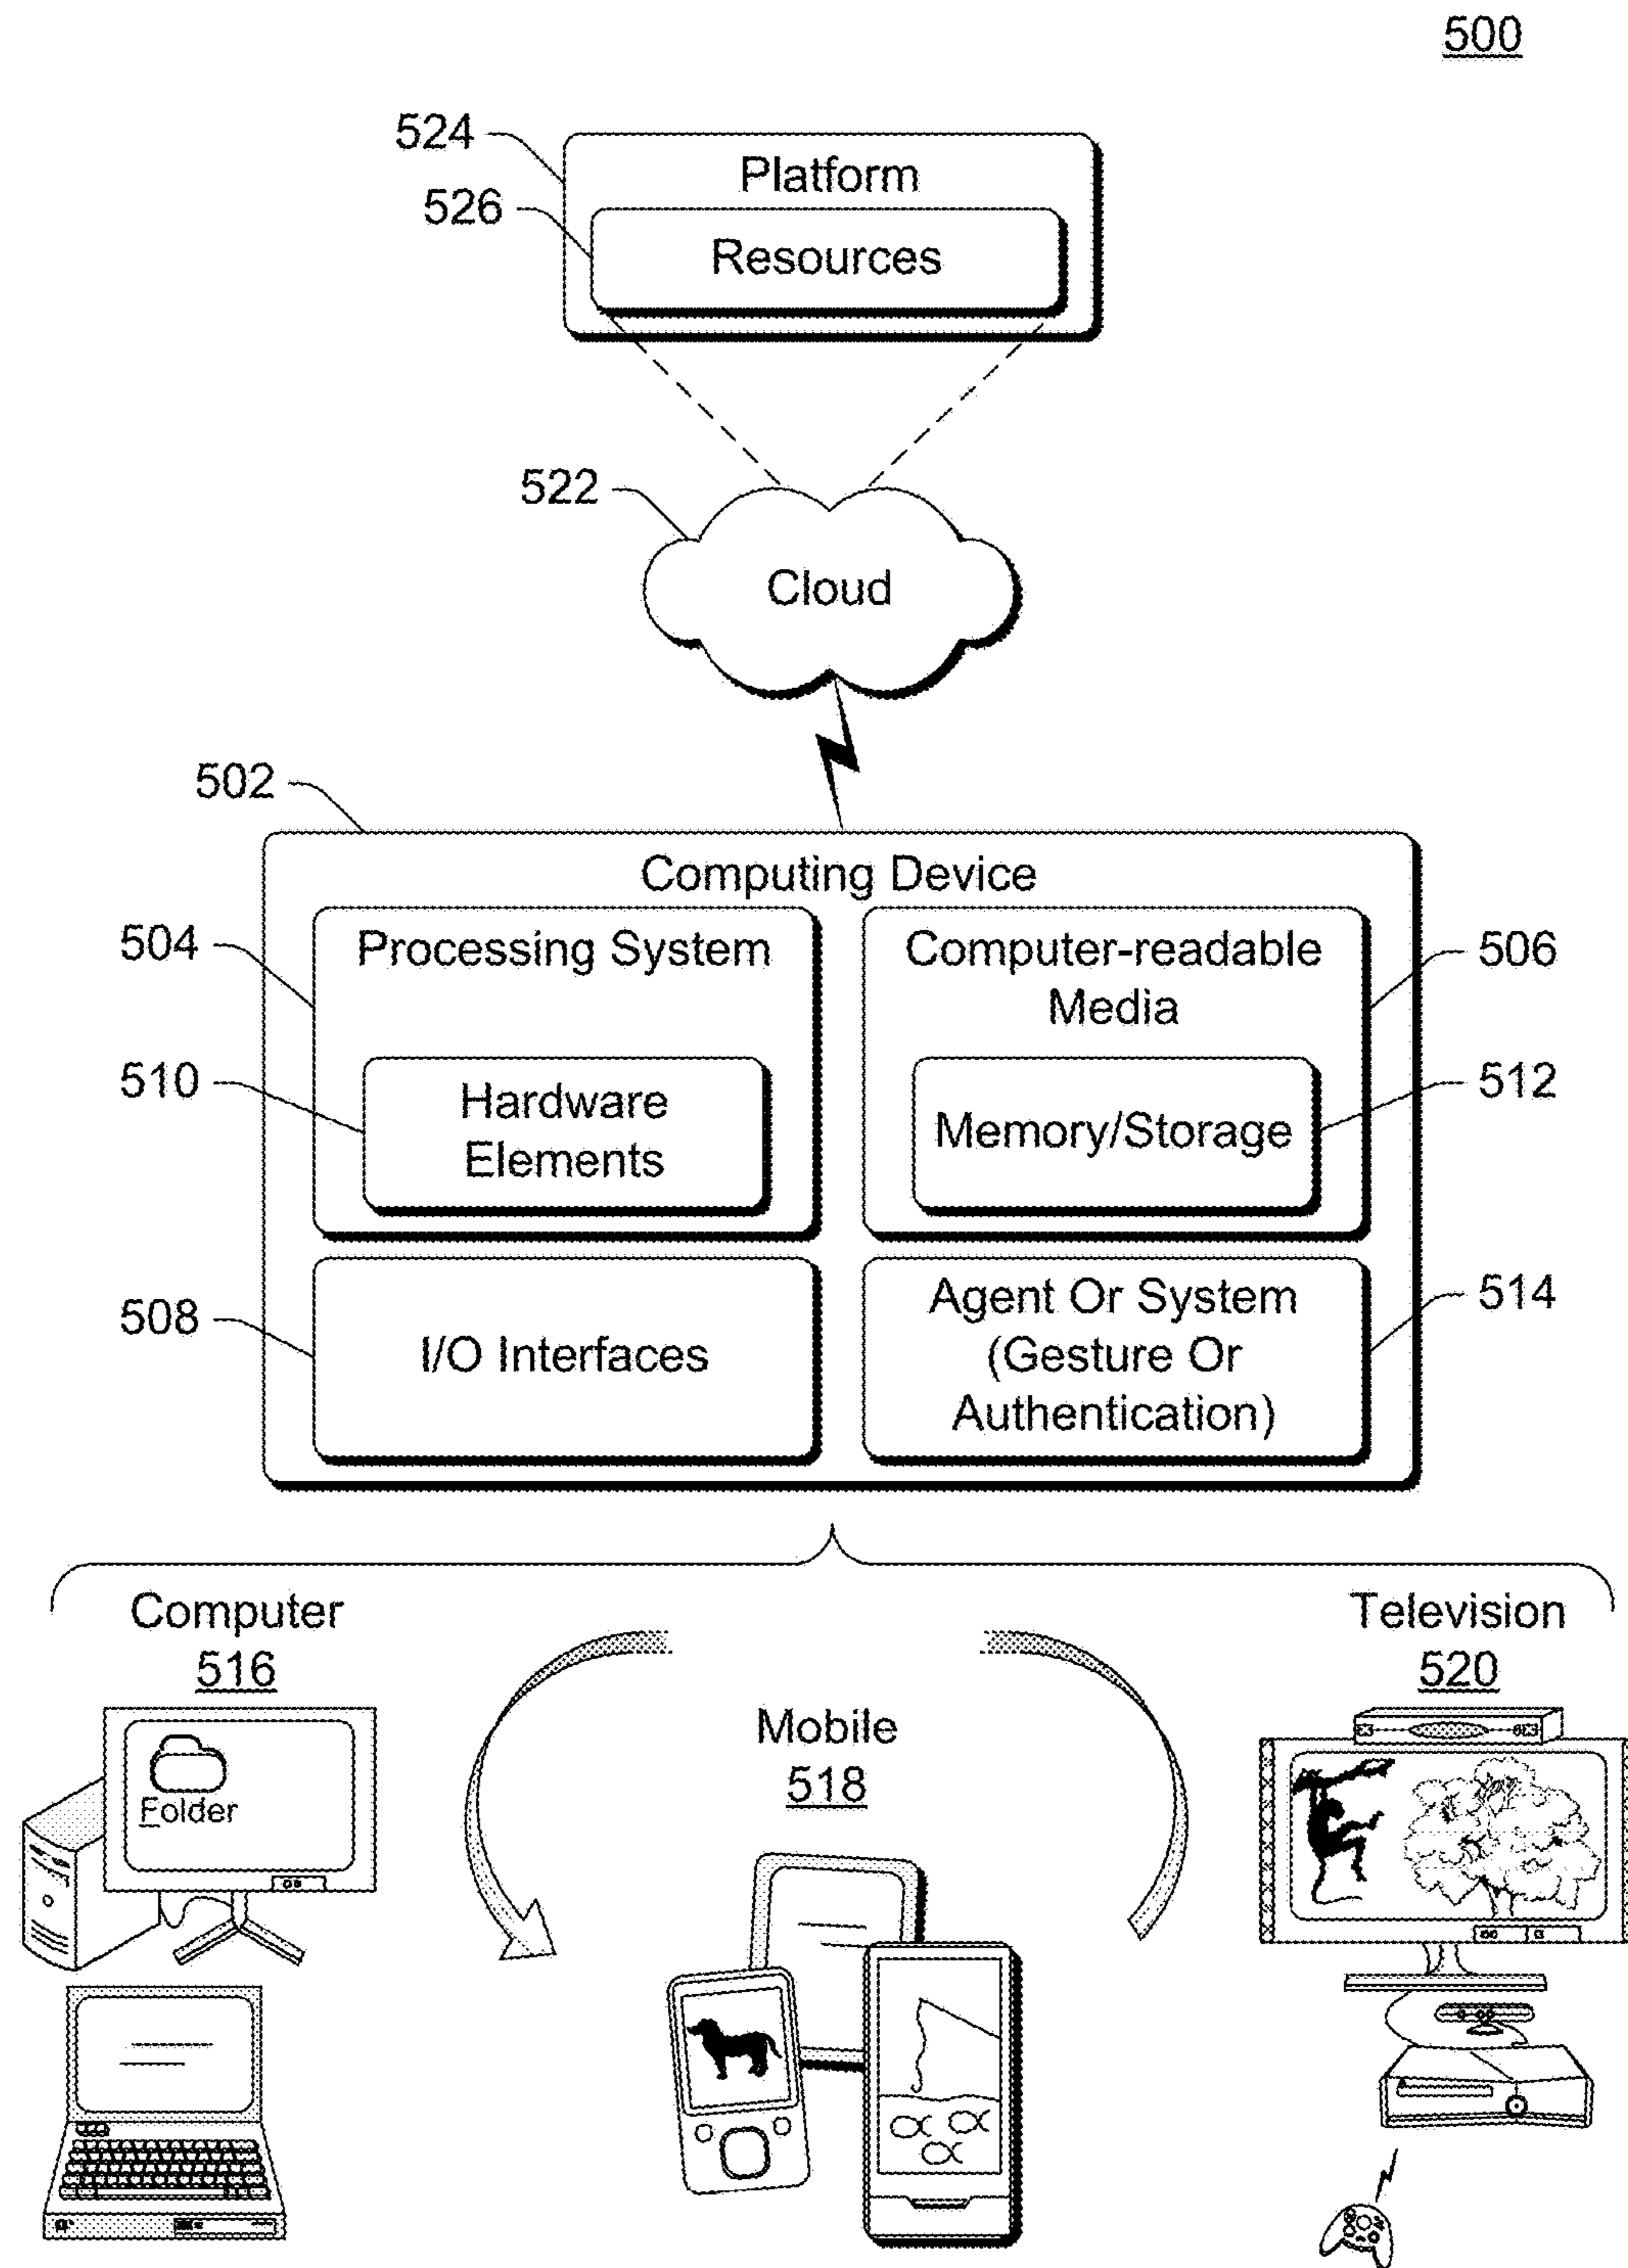 500
524
Platform
526
Resources
522
Cloud
502
Computing Device
504
Processing System
Computer-readable
Media
506
510
Hardware
Elements
Memory/Storage
512
508
I/O Interfaces
Agent Or System
(Gesture Or
Authentication)
514
Computer
516
Folder
Mobile
518
Television
520